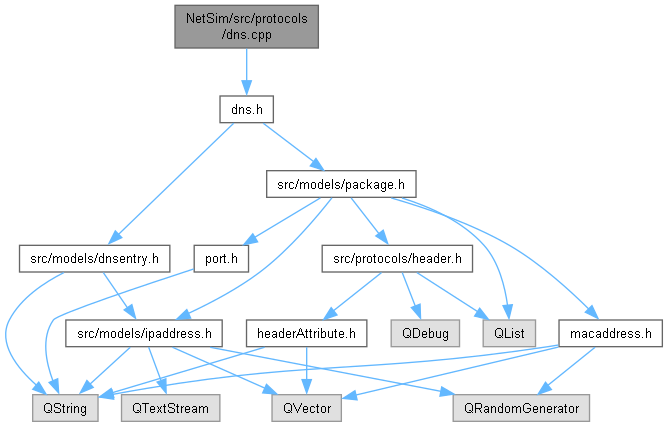 NetSim/src/protocols
/dns.cpp
dns.h
src/models/package.h
src/models/dnsentry.h
port.h
src/protocols/header.h
src/models/ipaddress.h
headerAttribute.h
QDebug
QList
macaddress.h
QString
QTextStream
QVector
QRandomGenerator